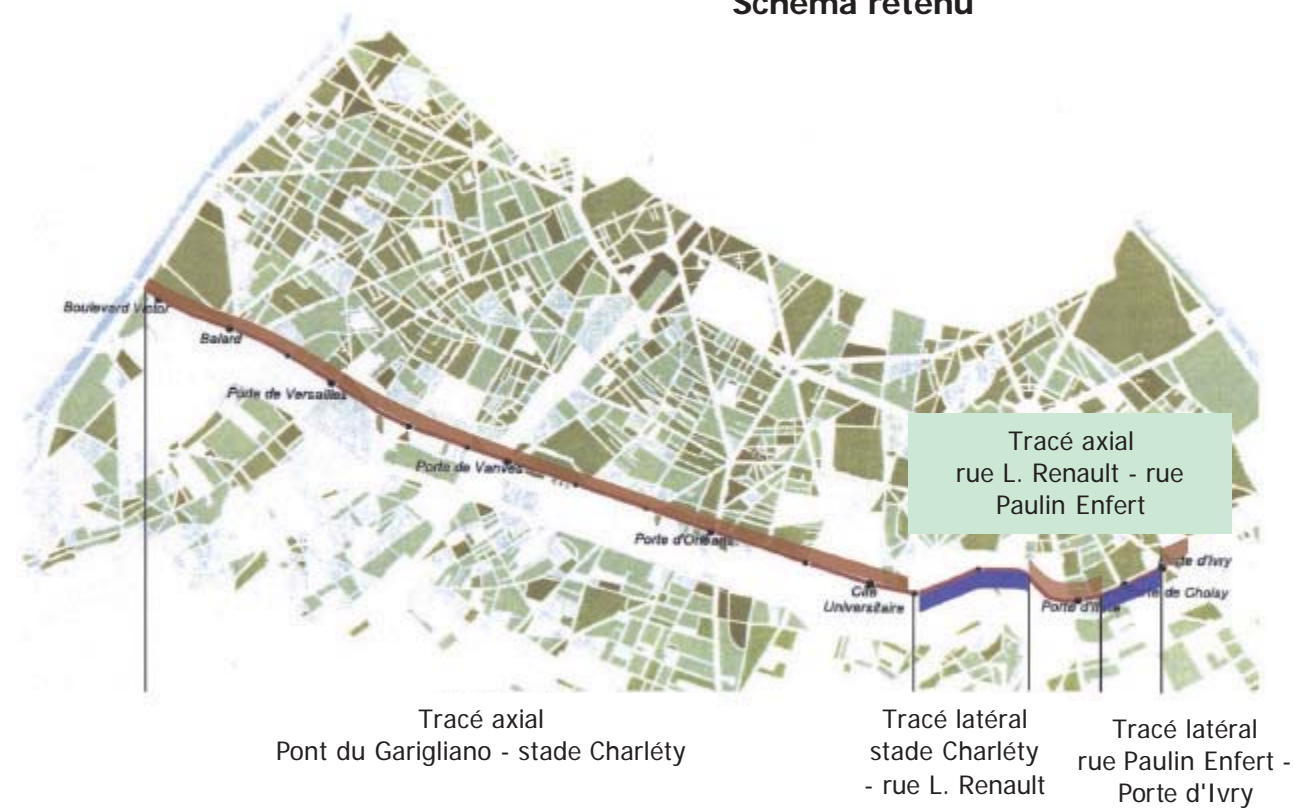 Schéma retenu
Boulevard Victor
Balard
Porte de Versailles
Porte de Vanves
Porte d'Orléans
Cité
Universitaire
Tracé axial
rue L. Renault - rue
Paulin Enfert
d'Ivry
de Choisy
Porte
Tracé axial
Pont du Garigliano - stade Charléty
Tracé latéral
stade Charléty
- rue L. Renault
Tracé latéral
rue Paulin Enfert -
Porte d'Ivry